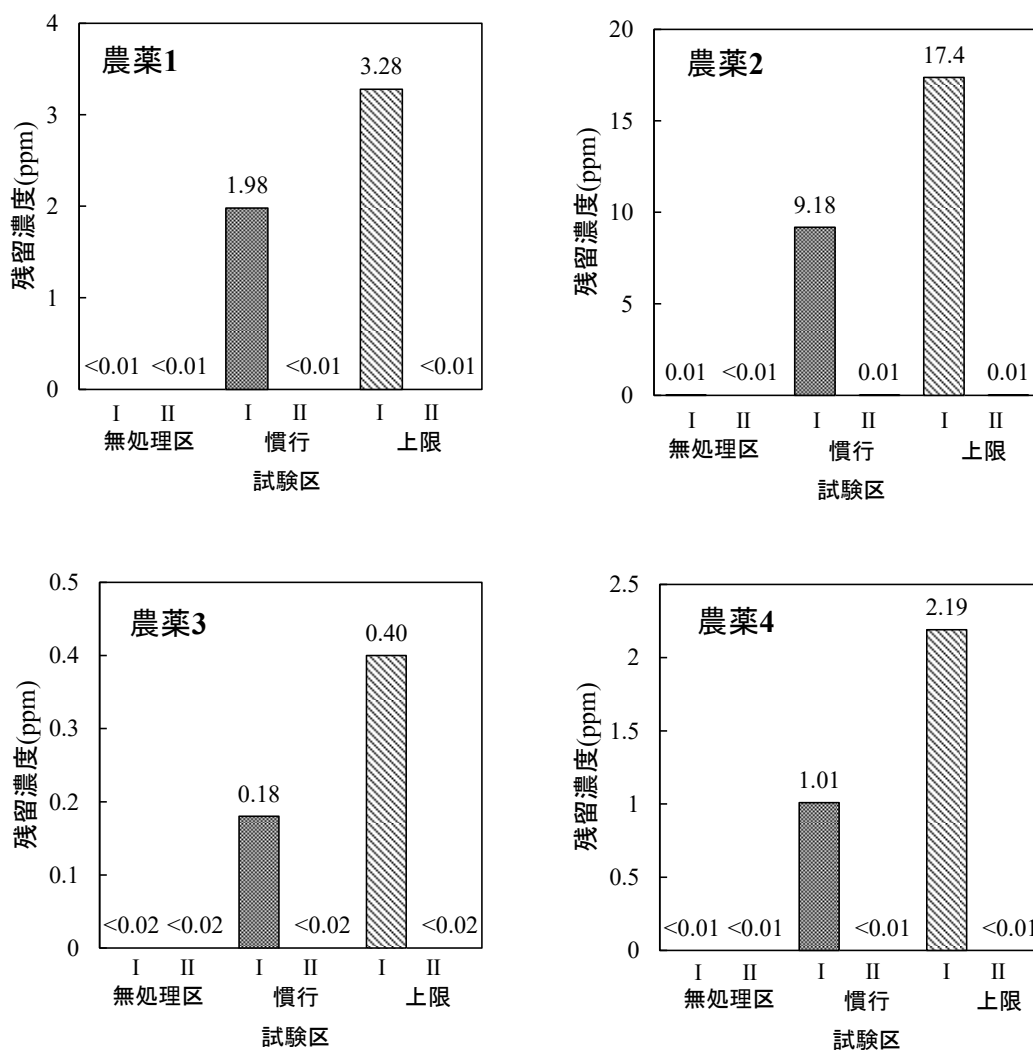 農薬1
残留濃度(ppm)
4
3
2
1
0
<0.01 <0.01 1.98 <0.01 3.28 <0.01
I II I II I II
無処理区 慣行 上限
試験区
農薬2
残留濃度(ppm)
20
15
10
5
0
0.01 <0.01 9.18 0.01 17.4 0.01
I II I II I II
無処理区 慣行 上限
試験区
農薬3
残留濃度(ppm)
0.5
0.4
0.3
0.2
0.1
0
<0.02 <0.02 0.18 <0.02 0.40 <0.02
I II I II I II
無処理区 慣行 上限
試験区
農薬4
残留濃度(ppm)
2.5
2
1.5
1
0.5
0
<0.01 <0.01 1.01 <0.01 2.19 <0.01
I II I II I II
無処理区 慣行 上限
試験区